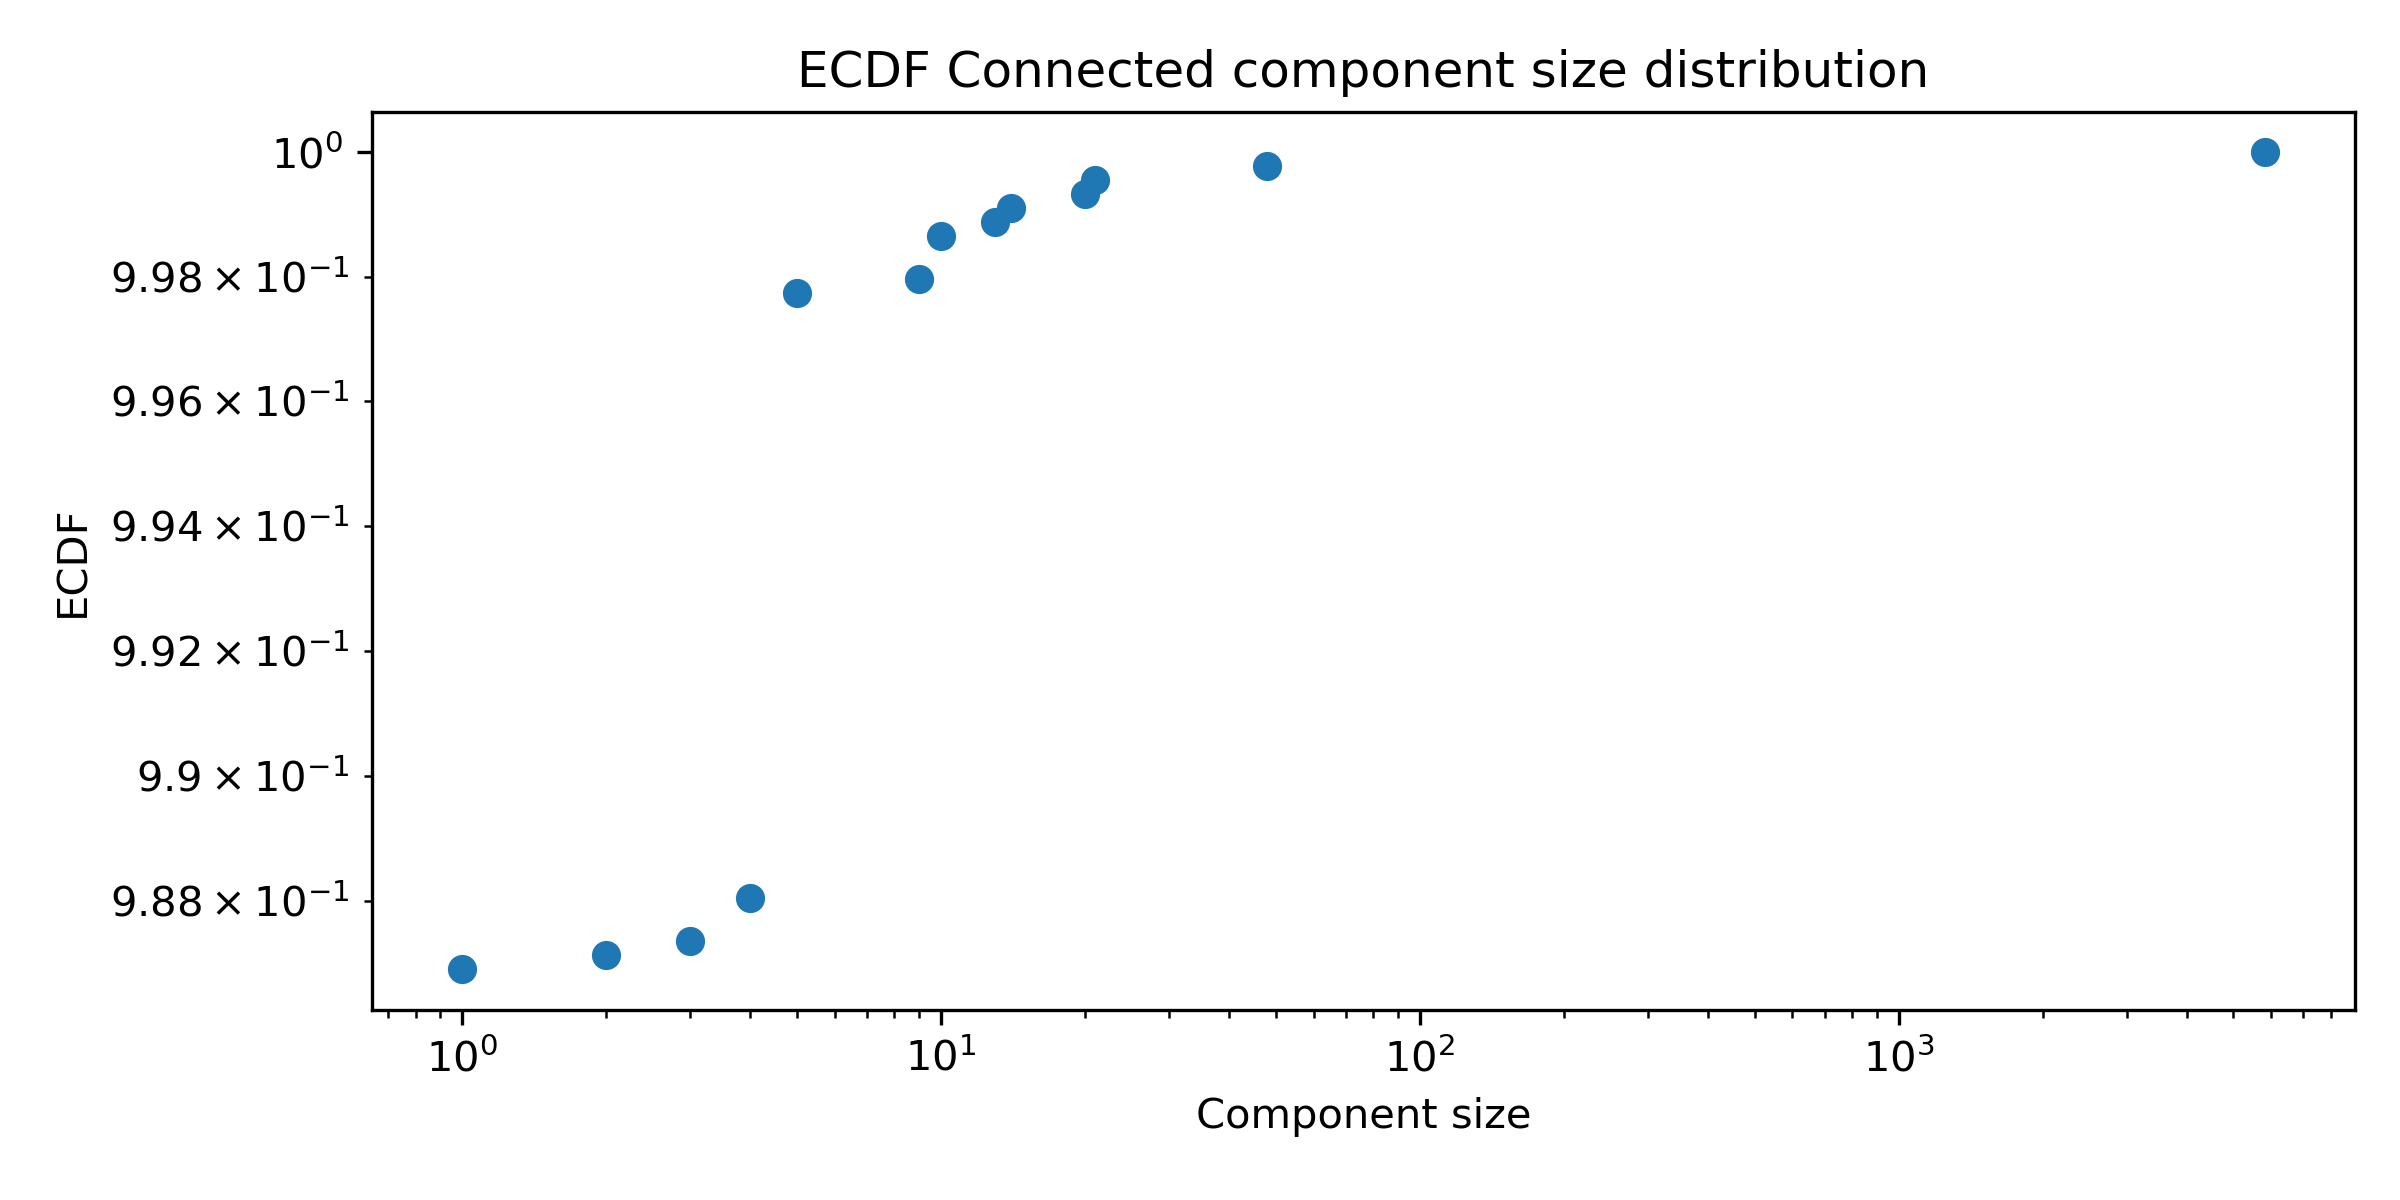 ECDF Connected component size distribution
10⁰
9.98 × 10⁻¹
9.96 × 10⁻¹
9.94 × 10⁻¹
9.92 × 10⁻¹
9.9 × 10⁻¹
9.88 × 10⁻¹
ECDF
10⁰ 10¹ 10² 10³
Component size